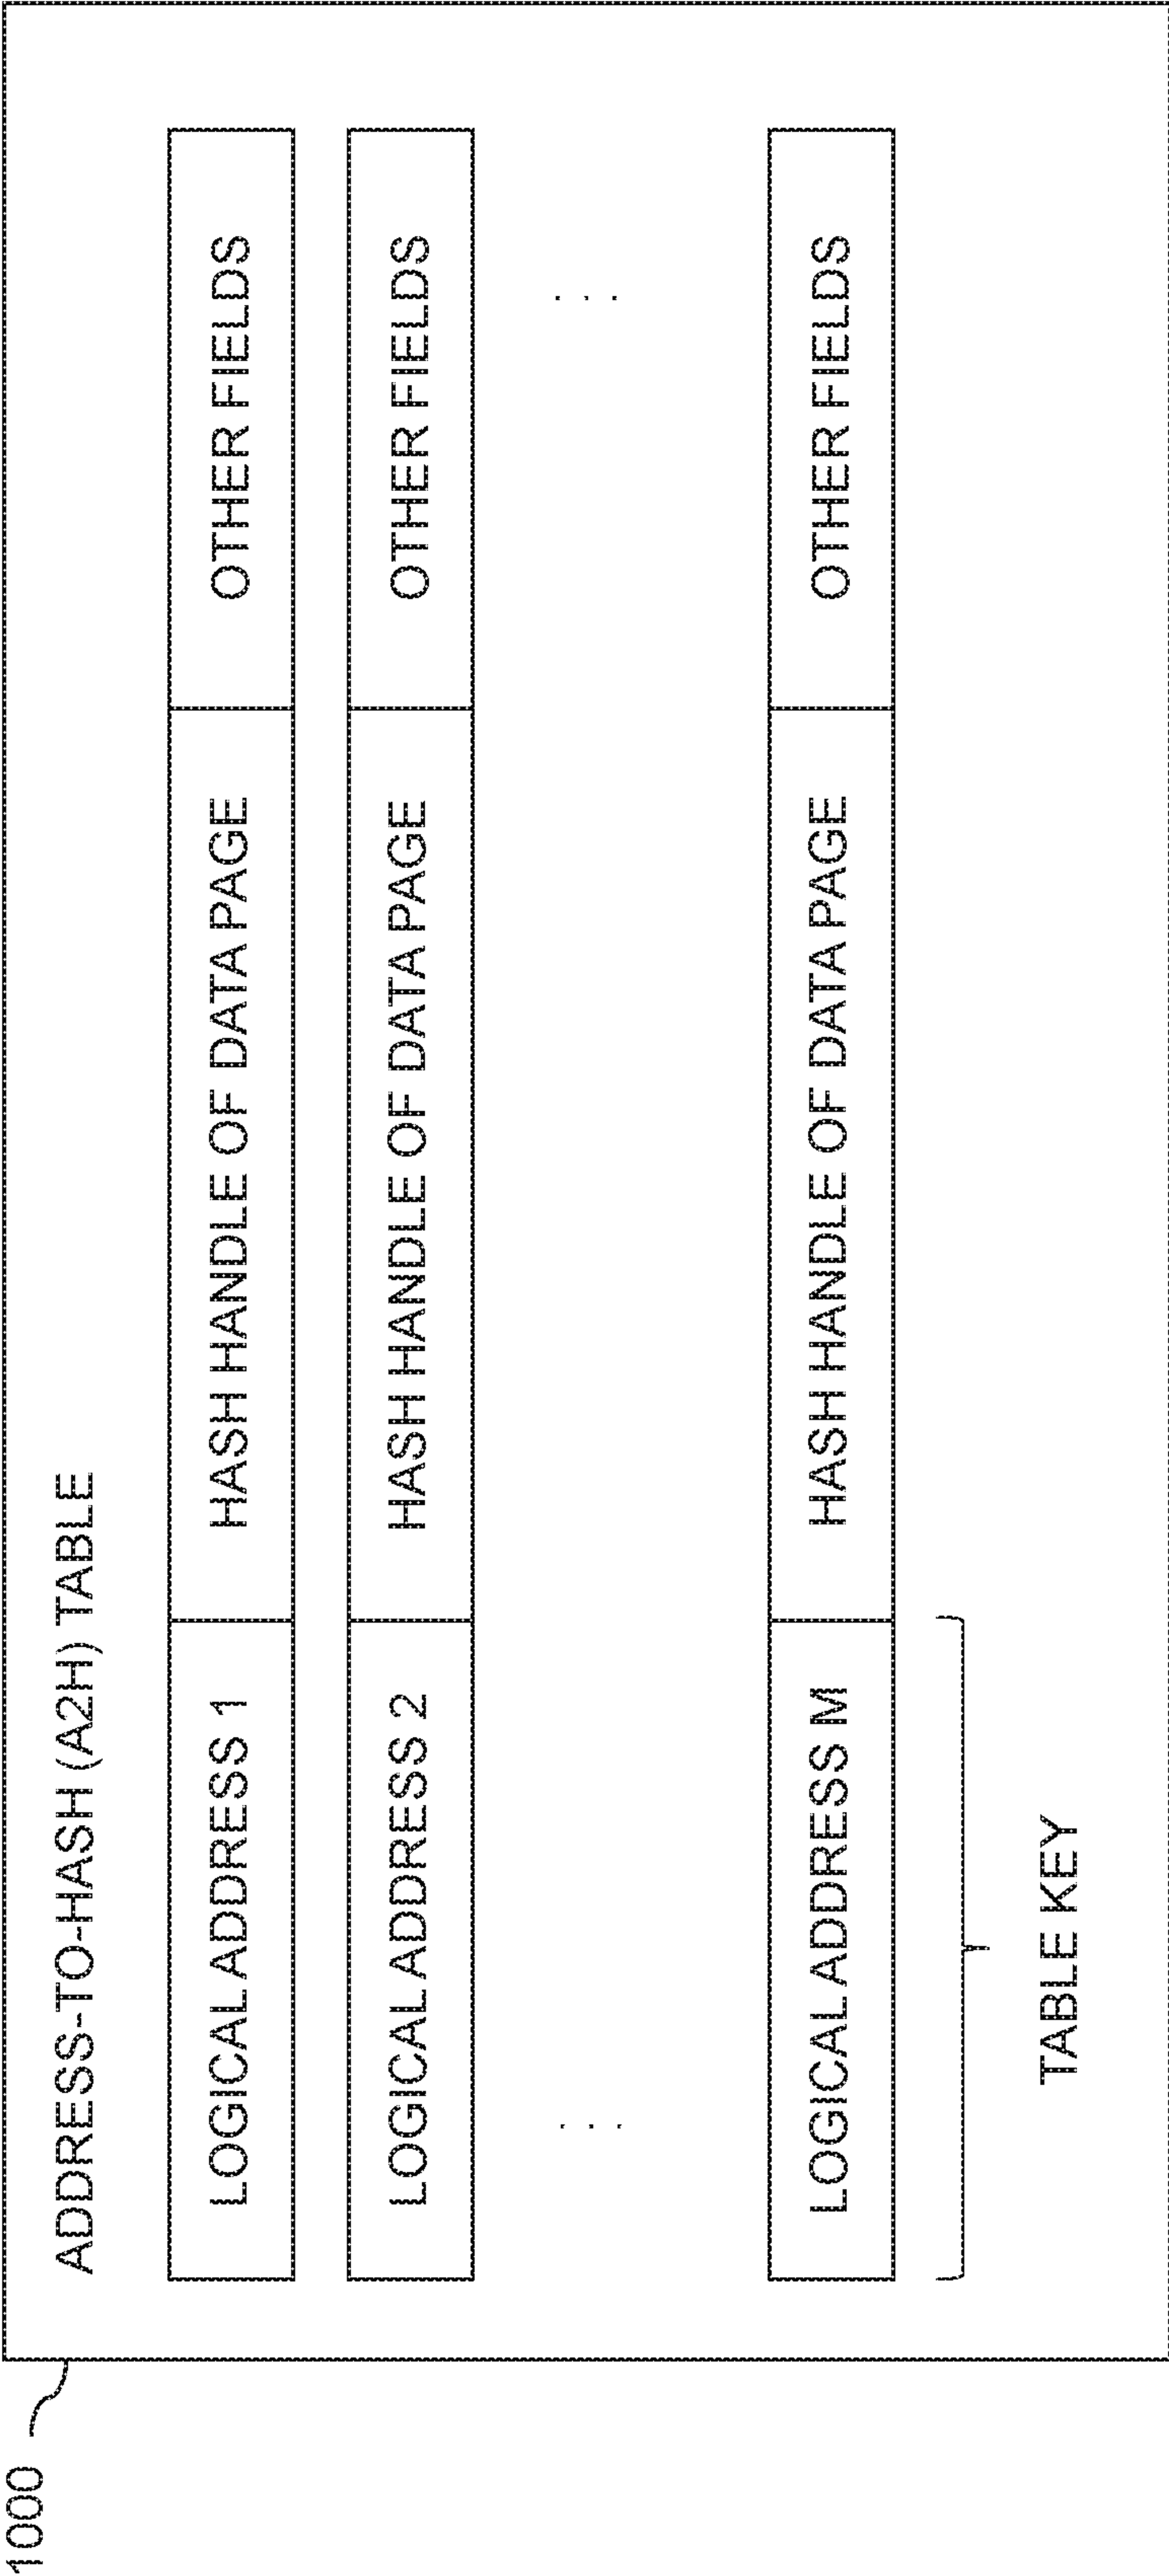 1000
ADDRESS-TO-HASH (A2H) TABLE
LOGICAL ADDRESS 1 HASH HANDLE OF DATA PAGE OTHER FIELDS
LOGICAL ADDRESS 2 HASH HANDLE OF DATA PAGE OTHER FIELDS
. . . . . .
LOGICAL ADDRESS M HASH HANDLE OF DATA PAGE OTHER FIELDS
TABLE KEY